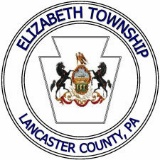 ELIZABETH TOWNSHIP
LANCASTER COUNTY, PA